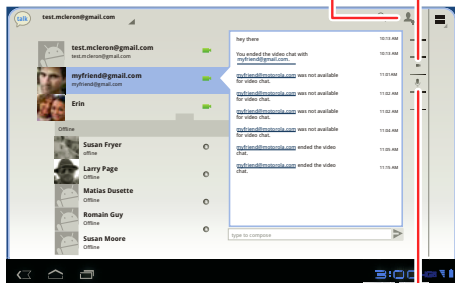 talk
test.mcleron@gmail.com
test.mcleron@gmail.com
test.mcleron@gmail.com
myfriend@gmail.com
myfriend@gmail.com
Erin
Offline
Susan Fryer
offline
Larry Page
Offline
Matias Dusette
Offline
Romain Guy
Offline
Susan Moore
Offline
hey there 10:13 AM
You ended the video chat with 10:13 AM
myfriend@gmail.com.
myfriend@motorola.com was not available 11:01AM
for video chat.
myfriend@motorola.com was not available 11:02 AM
for video chat.
myfriend@motorola.com was not available 11:02 AM
for video chat.
myfriend@motorola.com was not available 11:04 AM
for video chat.
myfriend@motorola.com ended the video 11:05 AM
chat.
myfriend@motorola.com ended the video 11:15 AM
chat.
type to compose
3:00